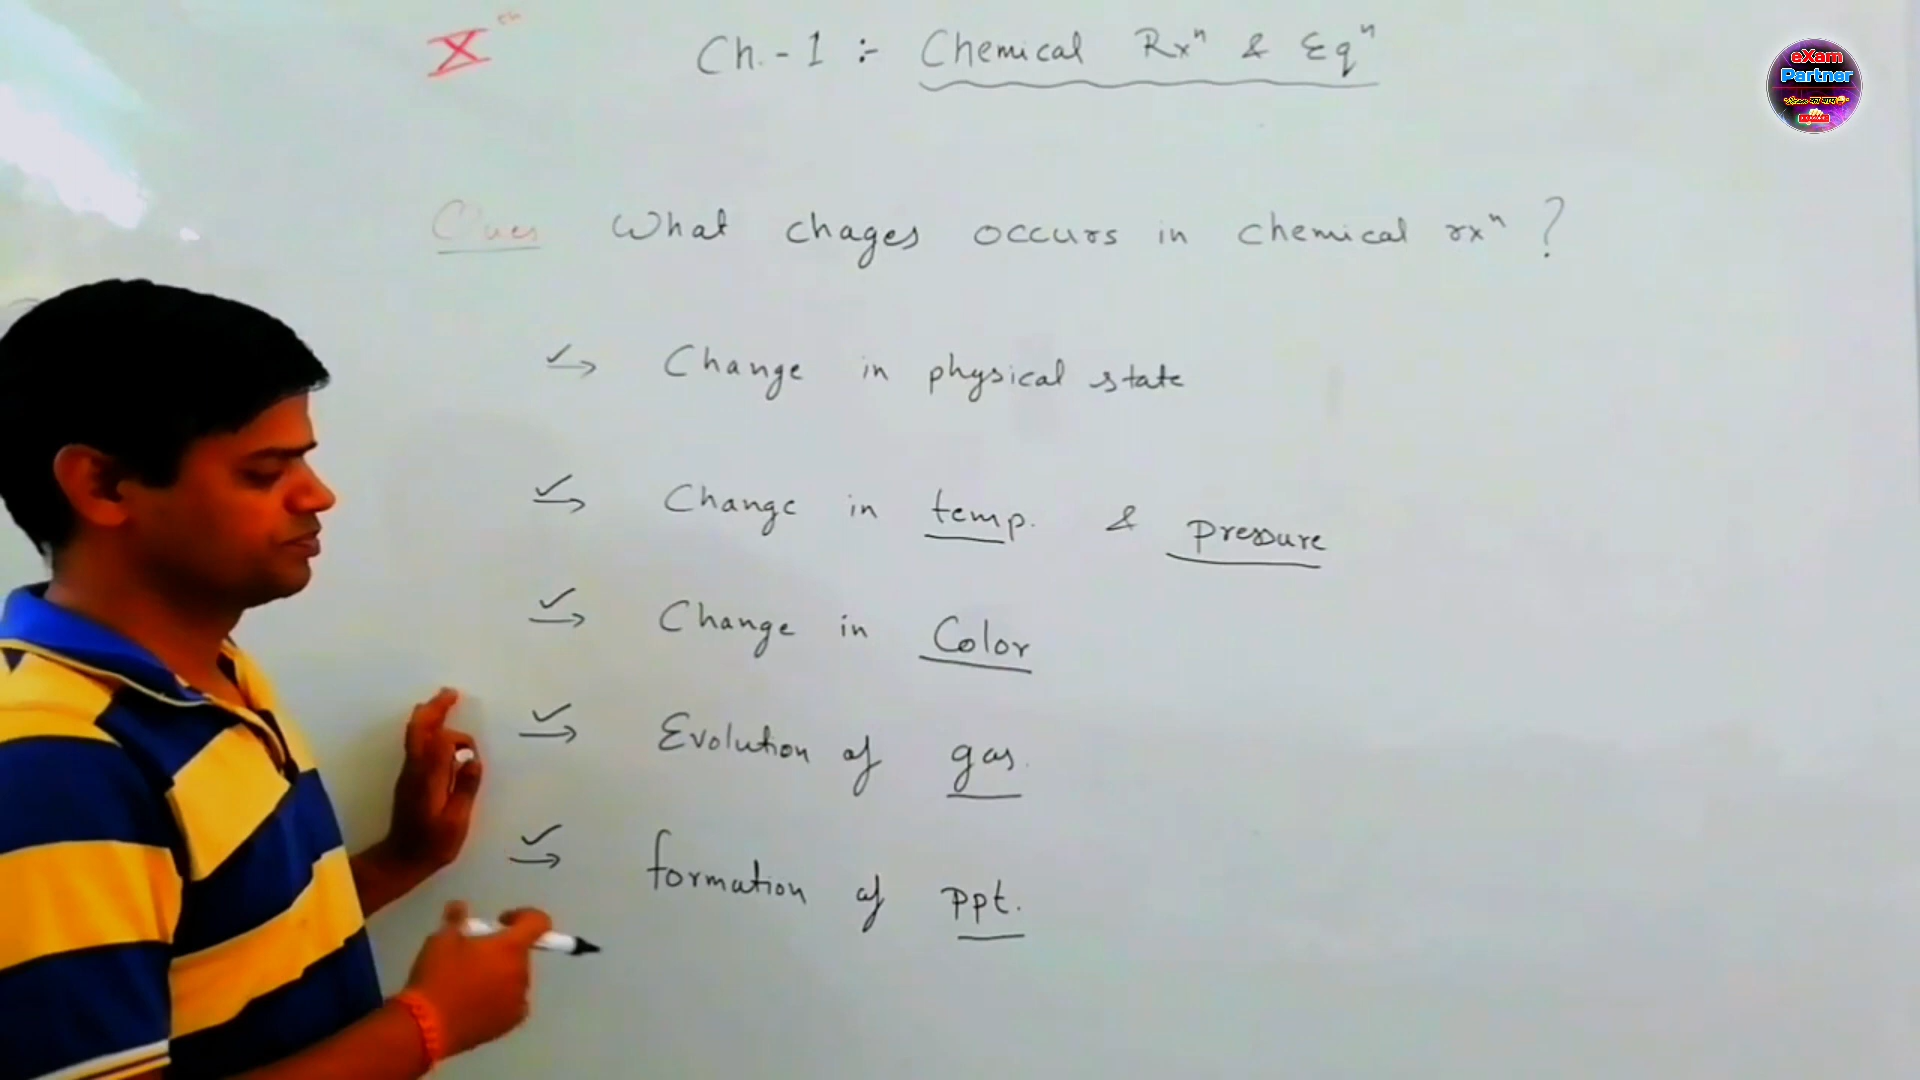 X th
Ch.-1 :- Chemical Rxⁿ & Eqⁿ
eXam
Partner
Ques What chages occurs in chemical rxⁿ ?
Change in physical state
Change in temp. & pressure
Change in Color
Evolution of gas.
formation of ppt.